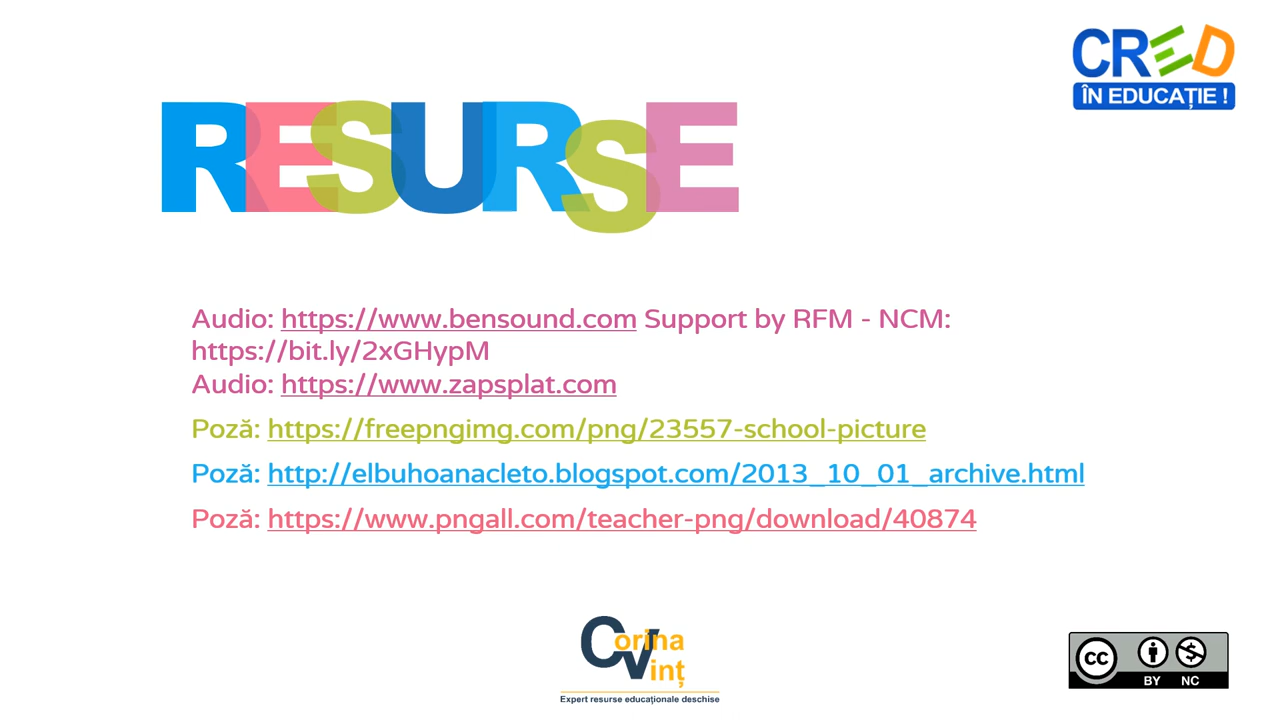 CRED
ÎN EDUCAȚIE !
RESURSE
Audio: https://www.bensound.com Support by RFM - NCM:
https://bit.ly/2xGHypM
Audio: https://www.zapsplat.com
Poză: https://freepngimg.com/png/23557-school-picture
Poză: http://elbuhoanacleto.blogspot.com/2013_10_01_archive.html
Poză: https://www.pngall.com/teacher-png/download/40874
Corina
Vinț
Expert resurse educaționale deschise
cc
BY NC